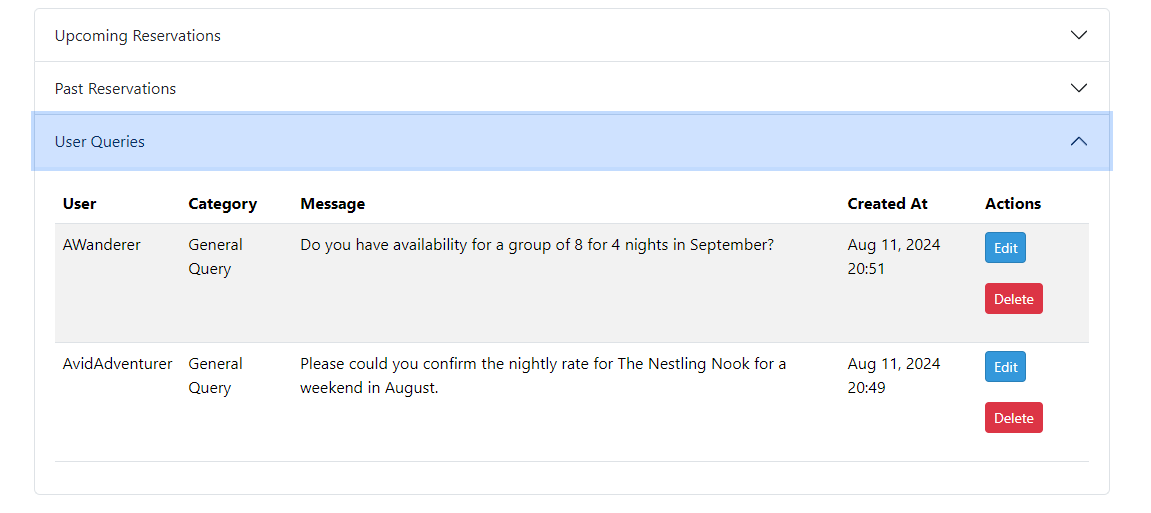 Upcoming Reservations
Past Reservations
User Queries
User Category Message Created At Actions
AWanderer General Do you have availability for a group of 8 for 4 nights in September? Aug 11, 2024 Edit
Query 20:51
Delete
AvidAdventurer General Please could you confirm the nightly rate for The Nestling Nook for a Aug 11, 2024 Edit
Query weekend in August. 20:49
Delete